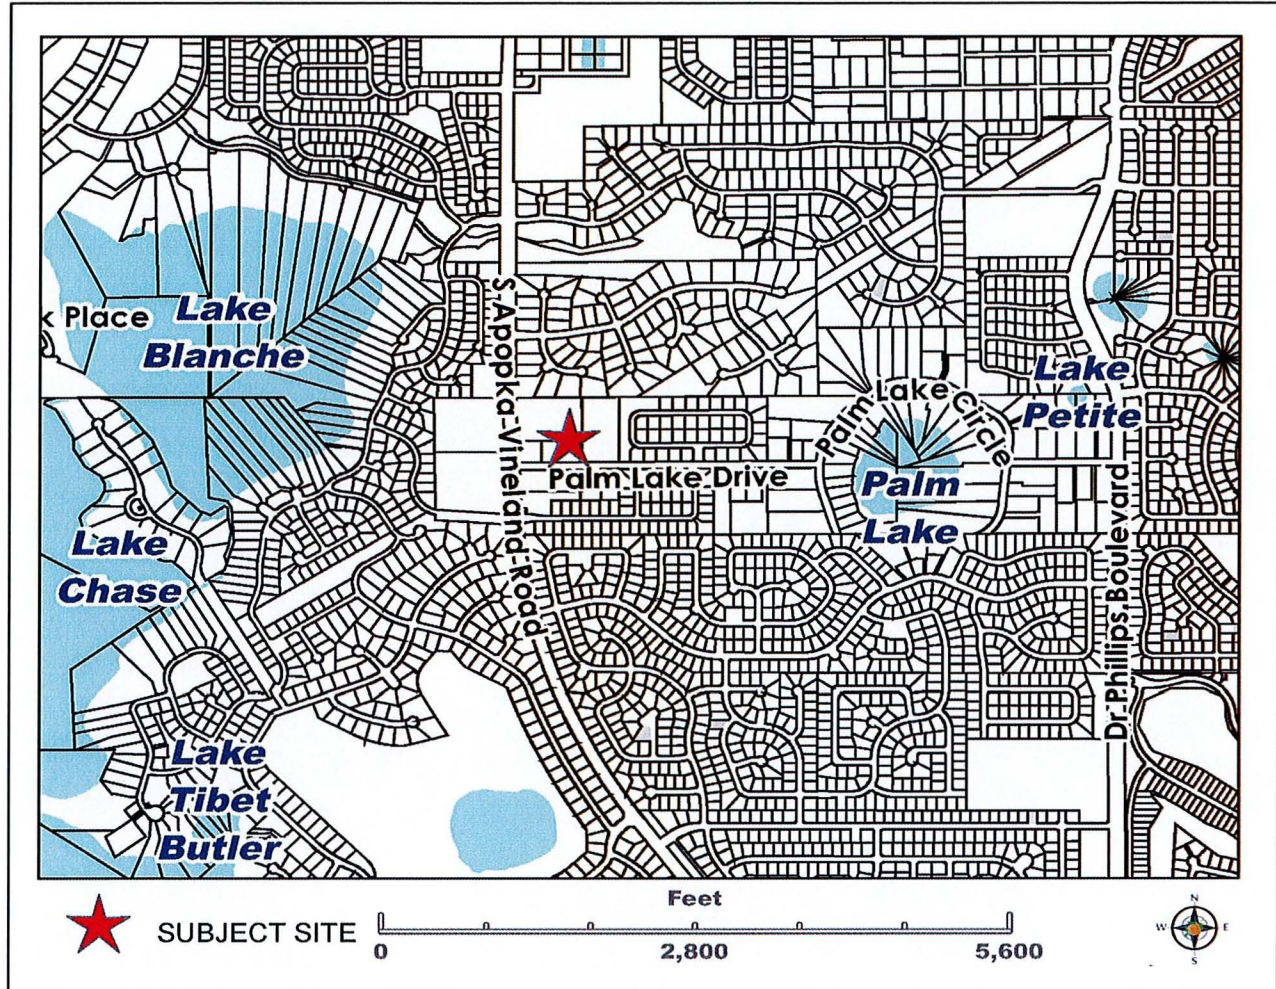 k Place
Lake
Blanche
S.Apopka-Vineland-Road
Lake
Petite
Palm Lake Circle
Palm Lake Drive
Palm
Lake
Lake
Chase
Dr.Phillips Boulevard
Lake
Tibet
Butler
SUBJECT SITE
Feet
0
2,800
5,600
N
W
E
S